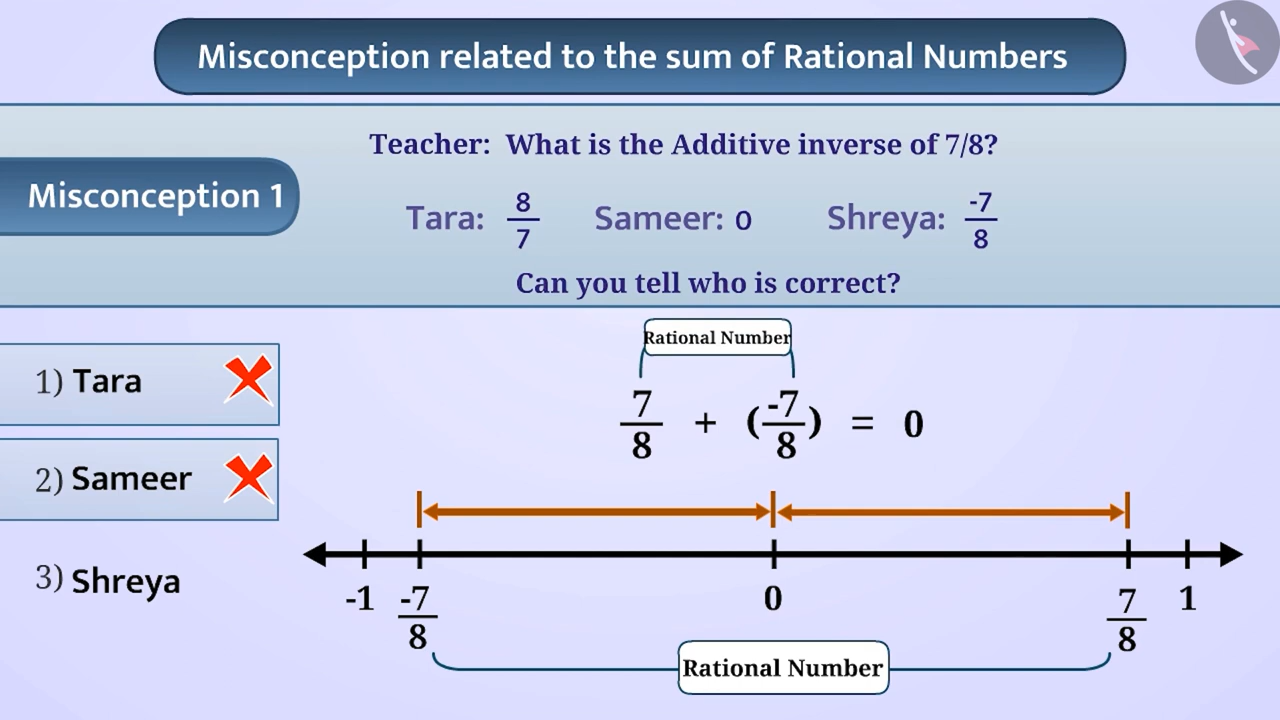 Misconception related to the sum of Rational Numbers
Teacher: What is the Additive inverse of 7/8?
Misconception 1
Tara: 8/7 Sameer: 0 Shreya: -7/8
Can you tell who is correct?
Rational Number
1) Tara
7/8 + (-7/8) = 0
2) Sameer
3) Shreya
-1 -7/8 0 7/8 1
Rational Number